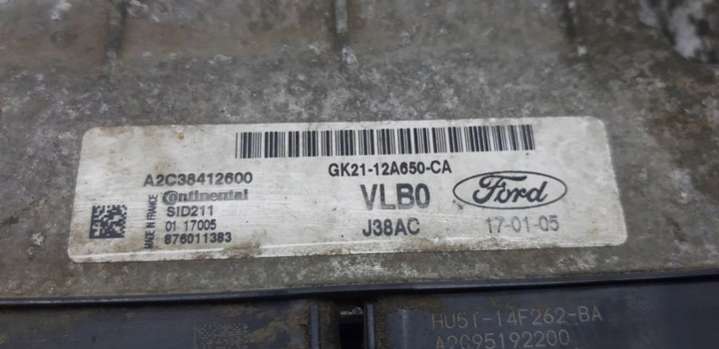 GK21-12A650-CA
A2C38412600
Continental
SID211
01 17005
876011383
MADE IN FRANCE
VLB0
J38AC
Ford
17-01-05
HU5T-14F262-BA
A2C95192200